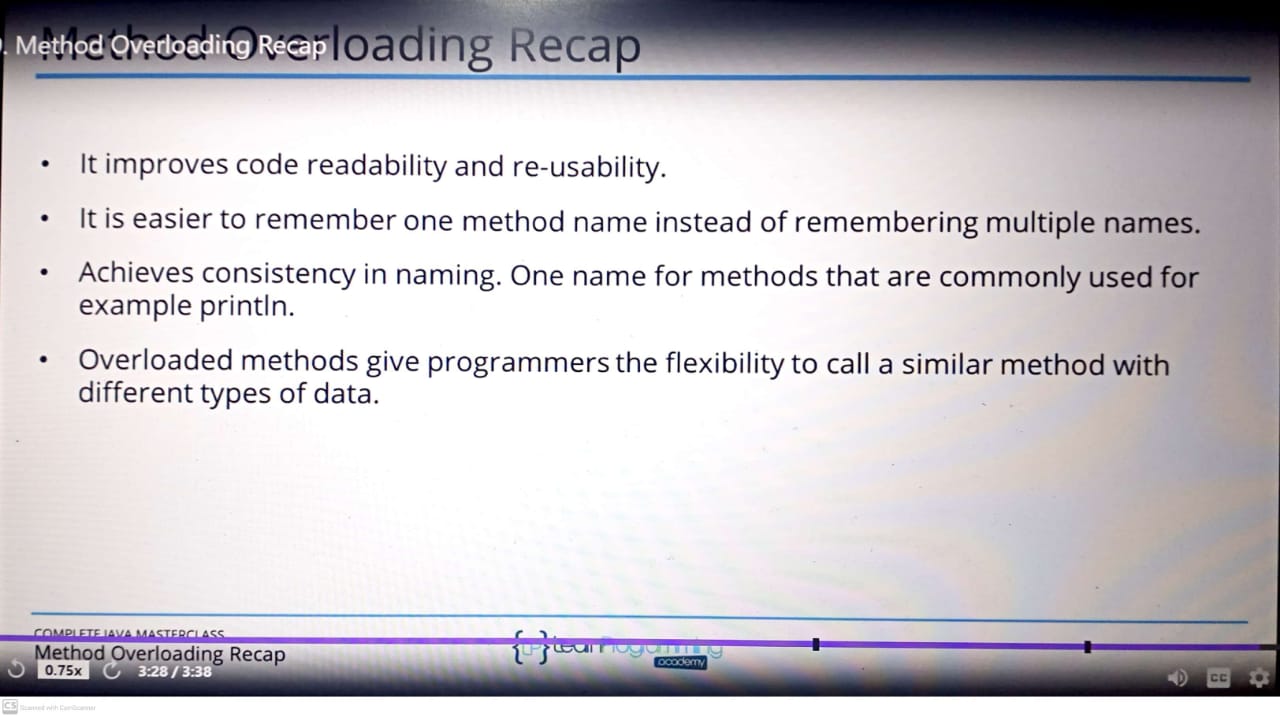 . Method Overloading Recap
Method Overloading Recap
• It improves code readability and re-usability.
• It is easier to remember one method name instead of remembering multiple names.
• Achieves consistency in naming. One name for methods that are commonly used for
example println.
• Overloaded methods give programmers the flexibility to call a similar method with
different types of data.
COMPLETE JAVA MASTERCLASS
Method Overloading Recap
academy
0.75x
3:28 / 3:38
CC
CS Scanned with CamScanner